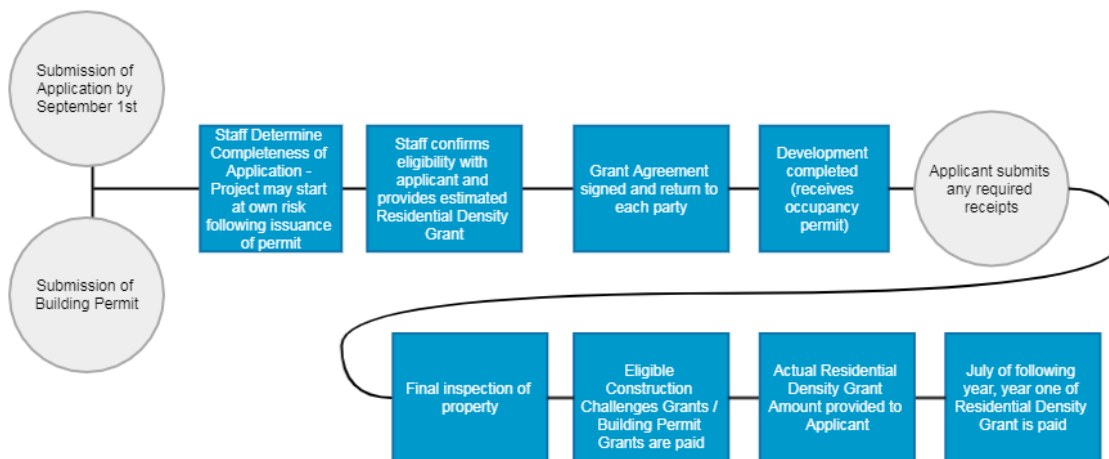 Submission of
Application by
September 1st
Submission of
Building Permit
Staff Determine
Completeness of
Application -
Project may start
at own risk
following issuance
of permit
Staff confirms
eligibility with
applicant and
provides estimated
Residential Density
Grant
Grant Agreement
signed and return to
each party
Development
completed
(receives
occupancy
permit)
Applicant submits
any required
receipts
Final inspection of
property
Eligible
Construction
Challenges Grants /
Building Permit
Grants are paid
Actual Residential
Density Grant
Amount provided to
Applicant
July of following
year, year one of
Residential Density
Grant is paid